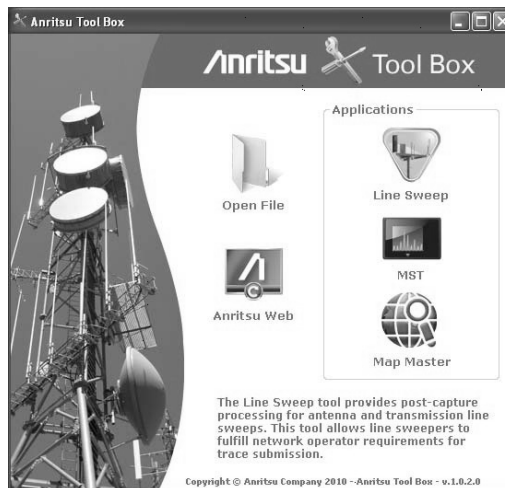 Anritsu Tool Box
Anritsu Tool Box
Applications
Open File
Line Sweep
MST
Anritsu Web
Map Master
The Line Sweep tool provides post-capture
processing for antenna and transmission line
sweeps. This tool allows line sweepers to
fulfill network operator requirements for
trace submission.
Copyright © Anritsu Company 2010 - -Anritsu Tool Box - v.1.0.2.0